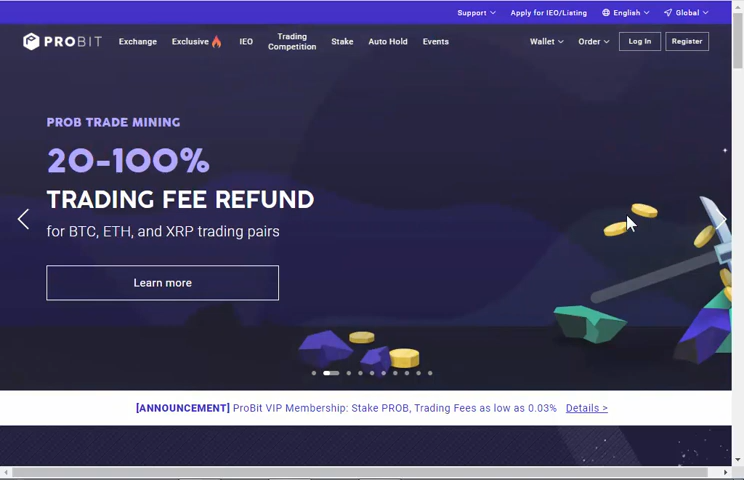 Support Apply for IEO/Listing English Global
PROBIT Exchange Exclusive IEO Trading Competition Stake Auto Hold Events Wallet Order Log In Register
PROB TRADE MINING
20-100%
TRADING FEE REFUND
for BTC, ETH, and XRP trading pairs
Learn more
[ANNOUNCEMENT] ProBit VIP Membership: Stake PROB, Trading Fees as low as 0.03% Details >